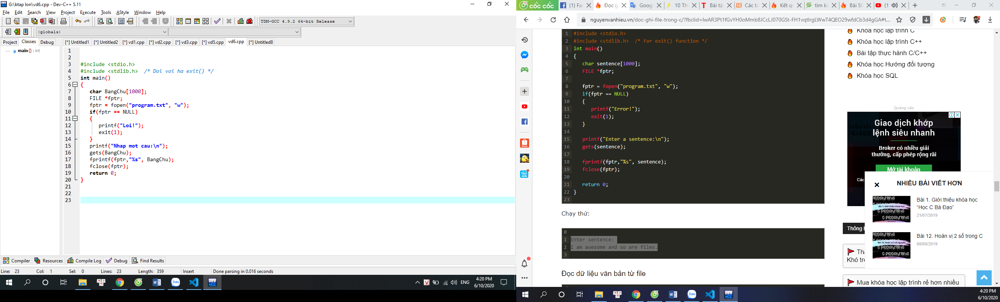 G:\btap lon\vd6.cpp - Dev-C++ 5.11
File Edit Search View Project Execute Tools AStyle Window Help
TDM-GCC 4.9.2 64-bit Release
(globals)
Project Classes Debug
[*] Untitled1 [*] Untitled2 [*] vd1.cpp [*] vd2.cpp [*] vd3.cpp [*] vd5.cpp vd6.cpp [*] Untitled8
main () : int
1
2
3 #include <stdio.h>
4 #include <stdlib.h> /* Doi voi ha exit() */
5 int main()
6 {
7 char BangChu[1000];
8 FILE *fptr;
9 fptr = fopen("program.txt", "w");
10 if(fptr == NULL)
11 {
12 printf("Loi!");
13 exit(1);
14 }
15 printf("Nhap mot cau:\n");
16 gets(BangChu);
17 fprintf(fptr,"%s", BangChu);
18 fclose(fptr);
19 return 0;
20 }
21
22
23
Compiler Resources Compile Log Debug Find Results
Line: 23 Col: 1 Sel: 0 Lines: 23 Length: 359 Insert Done parsing in 0.016 seconds
Zalo
DEV
ENG
4:20 PM
6/10/2020
cốc cốc
(1) Fac
Đọc g
Googl
10 Th
Bài tậ
Các b
Kết qu
tìm ki
Bài 50
(1
nguyenvanhieu.vn/doc-ghi-file-trong-c/?fbclid=IwAR3Pt1fGvYH0oMmb8JCcLJ070GSt-FH1vqtIrgLWwT4QEO29wfdCb3d4gGA#t...
1 #include <stdio.h>
2 #include <stdlib.h> /* For exit() function */
3 int main()
4 {
5 char sentence[1000];
6 FILE *fptr;
7
8 fptr = fopen("program.txt", "w");
9 if(fptr == NULL)
10 {
11 printf("Error!");
12 exit(1);
13 }
14
15 printf("Enter a sentence:\n");
16 gets(sentence);
17
18 fprintf(fptr,"%s", sentence);
19 fclose(fptr);
20
21 return 0;
22 }
23
Chạy thử:
0
1 Enter sentence:
2 I am awesome and so are files.
3
Đọc dữ liệu văn bản từ file
Khóa học lập trình C
Khóa học lập trình C++
Bài tập thực hành C/C++
Khóa học Hướng đối tượng
Khóa học SQL
Quảng cáo
Giao dịch khớp
lệnh siêu nhanh
Broker có nhiều giải
thưởng, cấp phép rộng rãi
Mở tài khoản
Các
NHIỀU BÀI VIẾT HƠN
Bài 1. Giới thiệu khóa học
“Học C Bá Đạo”
21/07/2019
Bài 12. Hoán vị 2 số trong C
08/08/2019
Thông b
Tha
Khó trê
Mua khóa học lập trình rẻ hơn nhiều
Zalo
DEV
4:20 PM
6/10/2020